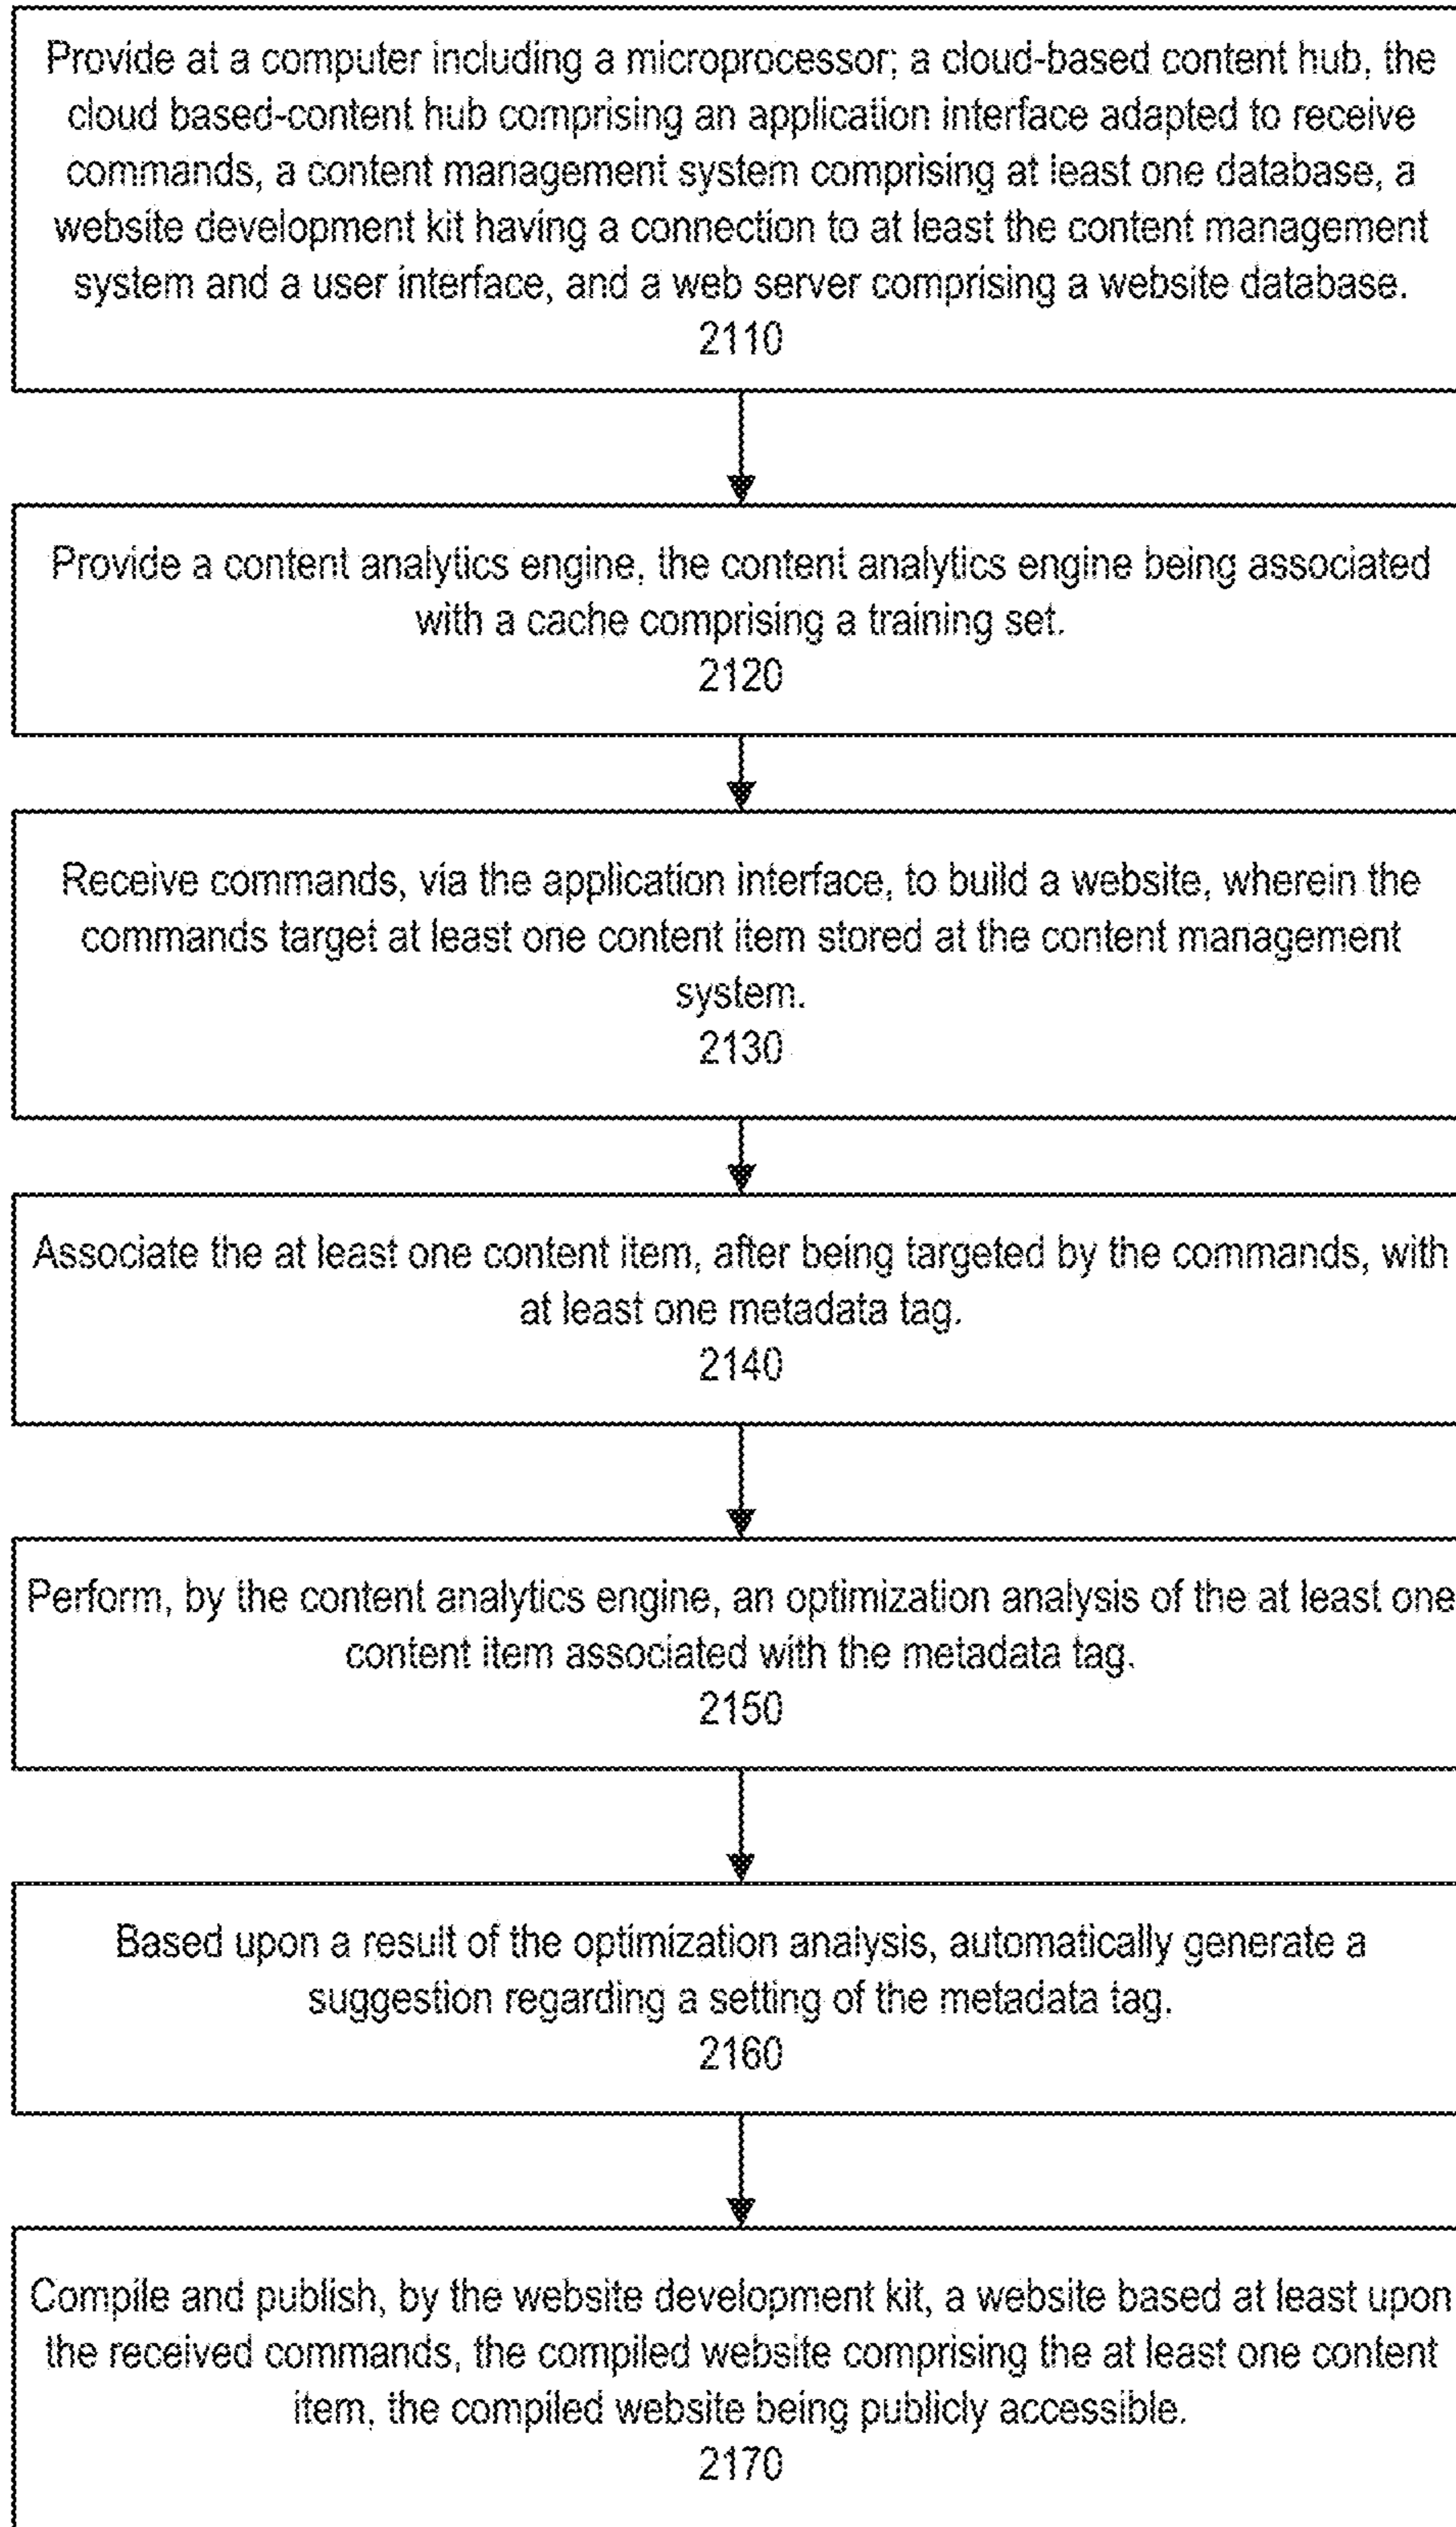 Provide at a computer including a microprocessor; a cloud-based content hub, the
cloud based-content hub comprising an application interface adapted to receive
commands, a content management system comprising at least one database, a
website development kit having a connection to at least the content management
system and a user interface, and a web server comprising a website database.
2110
Provide a content analytics engine, the content analytics engine being associated
with a cache comprising a training set.
2120
Receive commands, via the application interface, to build a website, wherein the
commands target at least one content item stored at the content management
system.
2130
Associate the at least one content item, after being targeted by the commands, with
at least one metadata tag.
2140
Perform, by the content analytics engine, an optimization analysis of the at least one
content item associated with the metadata tag.
2150
Based upon a result of the optimization analysis, automatically generate a
suggestion regarding a setting of the metadata tag.
2160
Compile and publish, by the website development kit, a website based at least upon
the received commands, the compiled website comprising the at least one content
item, the compiled website being publicly accessible.
2170